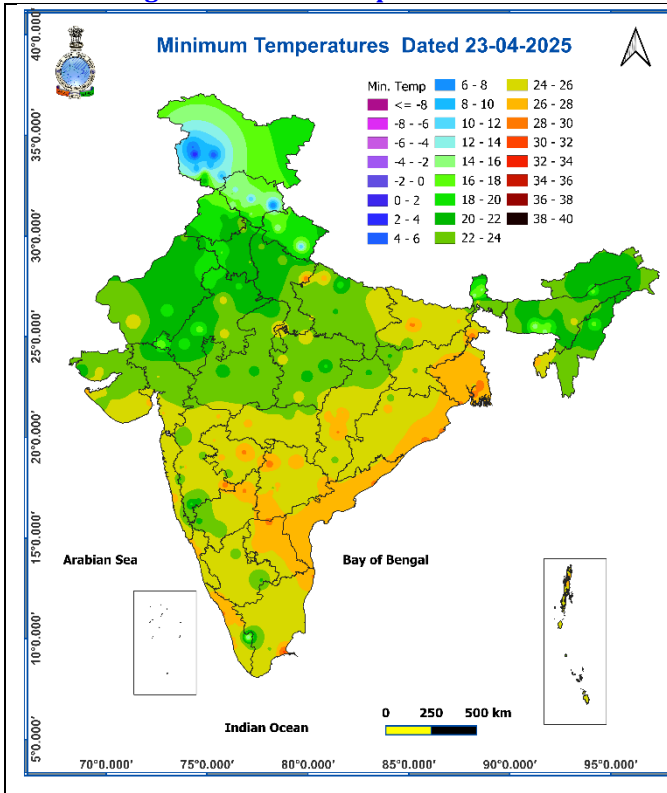 Minimum Temperatures Dated 23-04-2025
Min. Temp
<= -8
-8 - -6
-6 - -4
-4 - -2
-2 - 0
0 - 2
2 - 4
4 - 6
6 - 8
8 - 10
10 - 12
12 - 14
14 - 16
16 - 18
18 - 20
20 - 22
22 - 24
24 - 26
26 - 28
28 - 30
30 - 32
32 - 34
34 - 36
36 - 38
38 - 40
40°0.000'
35°0.000'
30°0.000'
25°0.000'
20°0.000'
15°0.000'
10°0.000'
5°0.000'
Arabian Sea
Bay of Bengal
Indian Ocean
0 250 500 km
70°0.000' 75°0.000' 80°0.000' 85°0.000' 90°0.000' 95°0.000'